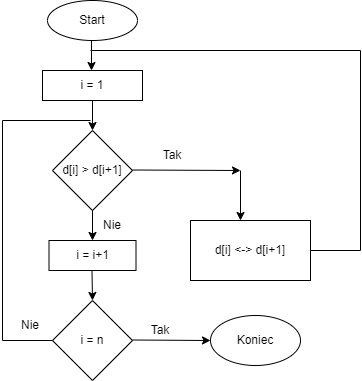 Start
i = 1
d[i] > d[i+1]
Tak
Nie
d[i] <-> d[i+1]
i = i+1
Nie
i = n
Tak
Koniec